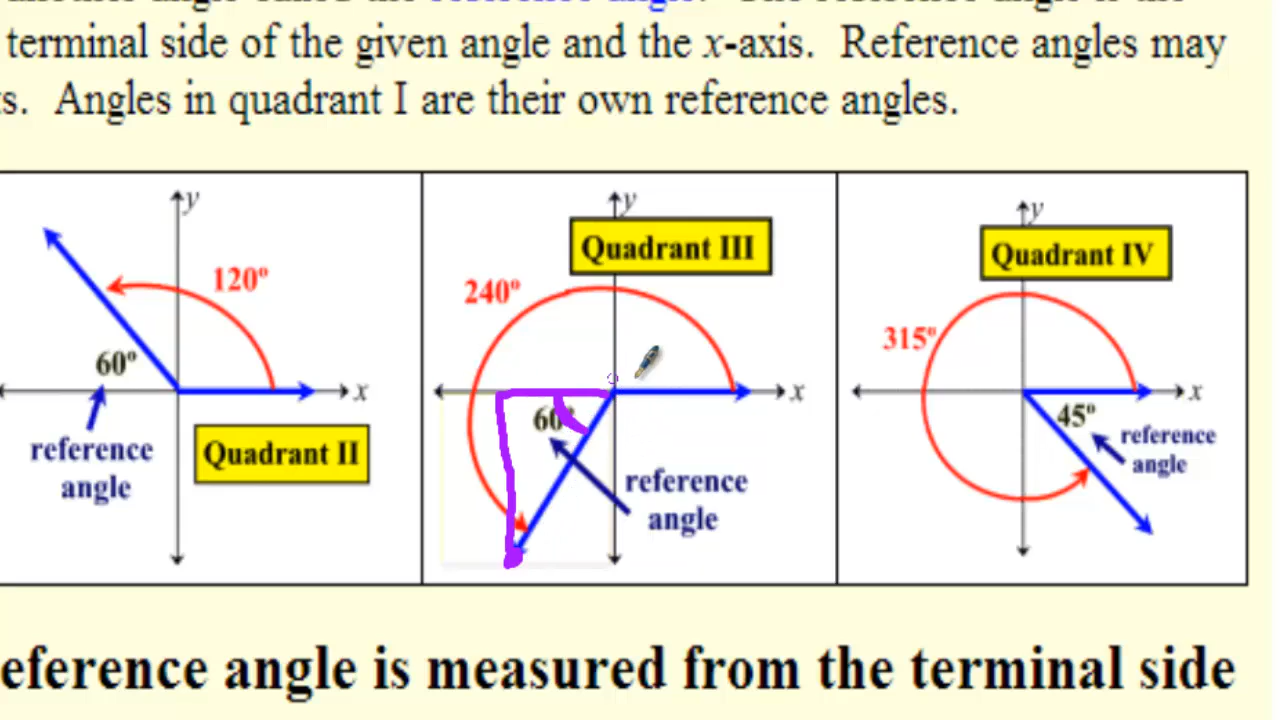 terminal side of the given angle and the x-axis. Reference angles may
s. Angles in quadrant I are their own reference angles.
y
120º
60º
x
reference
angle
Quadrant II
y
Quadrant III
240º
x
60º
reference
angle
y
Quadrant IV
315º
x
45º
reference
angle
eference angle is measured from the terminal side